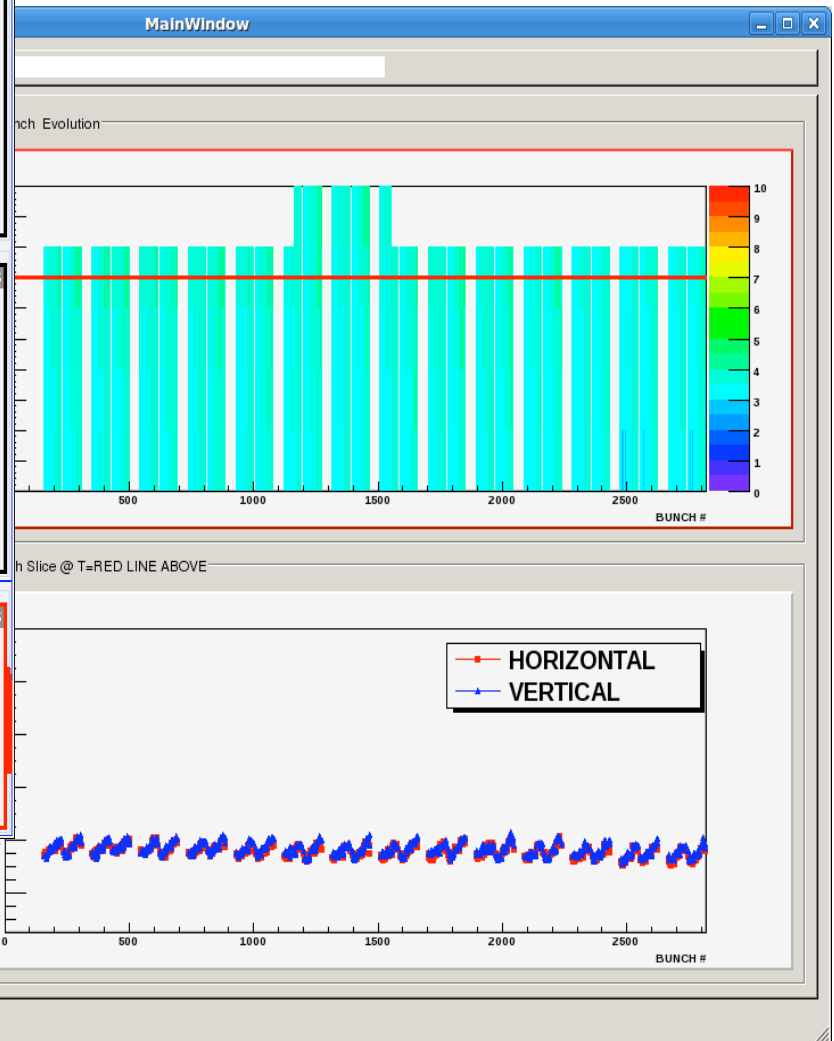 MainWindow
nch Evolution
10
9
8
7
6
5
4
3
2
1
0
500 1000 1500 2000 2500
BUNCH #
h Slice @ T=RED LINE ABOVE
HORIZONTAL
VERTICAL
0 500 1000 1500 2000 2500
BUNCH #